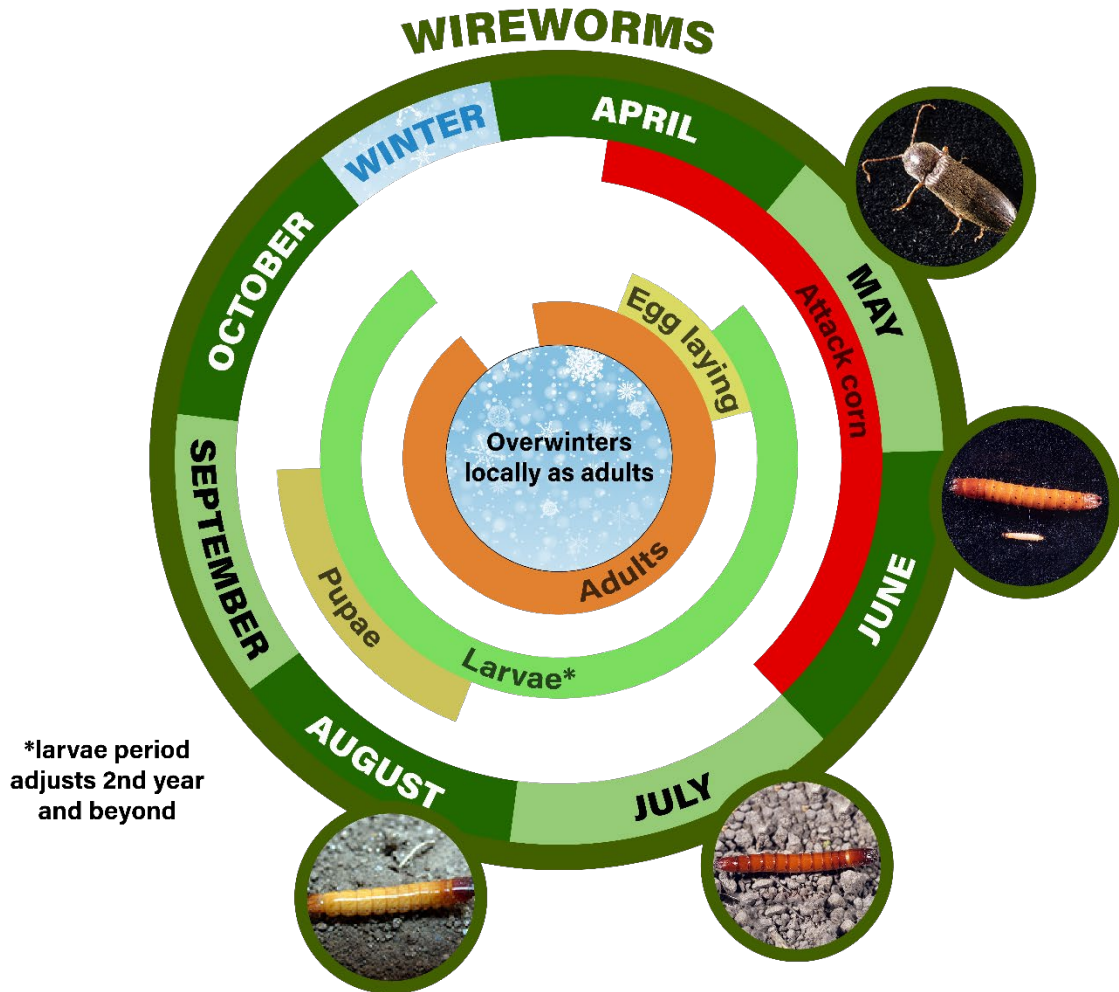 WIREWORMS
WINTER
APRIL
MAY
JUNE
JULY
AUGUST
SEPTEMBER
OCTOBER
Attack corn
Egg laying
Overwinters
locally as adults
Adults
Larvae*
Pupae
*larvae period
adjusts 2nd year
and beyond